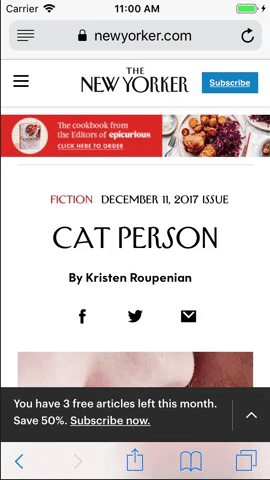 Carrier 11:00 AM
newyorker.com
THE
NEW YORKER
Subscribe
The cookbook from
the Editors of epicurious
CLICK HERE TO ORDER
FICTION DECEMBER 11, 2017 ISSUE
CAT PERSON
By Kristen Roupenian
You have 3 free articles left this month.
Save 50%. Subscribe now.